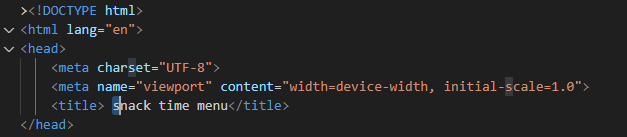 ><!DOCTYPE html>
<html lang="en">
<head>
<meta charset="UTF-8">
<meta name="viewport" content="width=device-width, initial-scale=1.0">
<title> snack time menu</title>
</head>